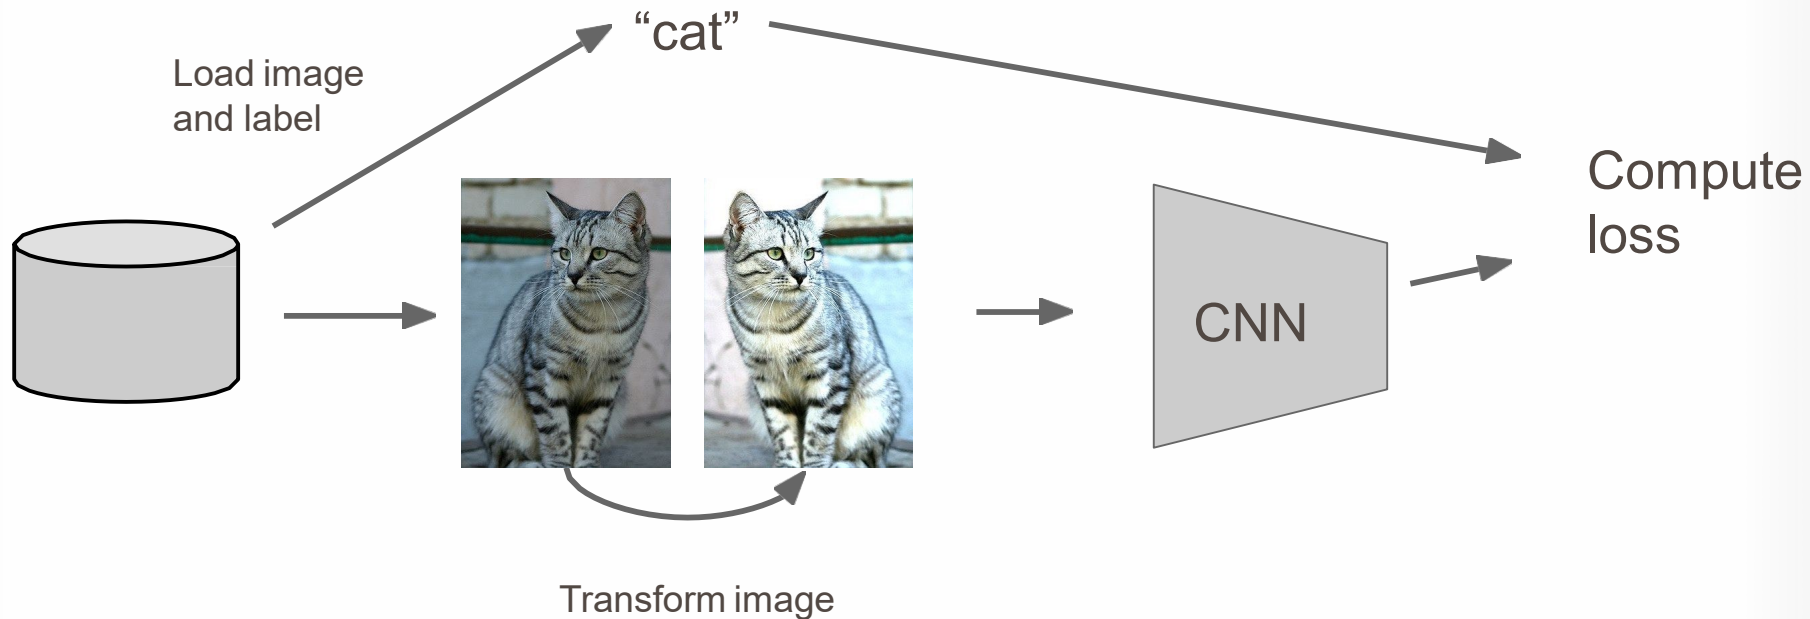 “cat”
Load image
and label
Compute
loss
CNN
Transform image